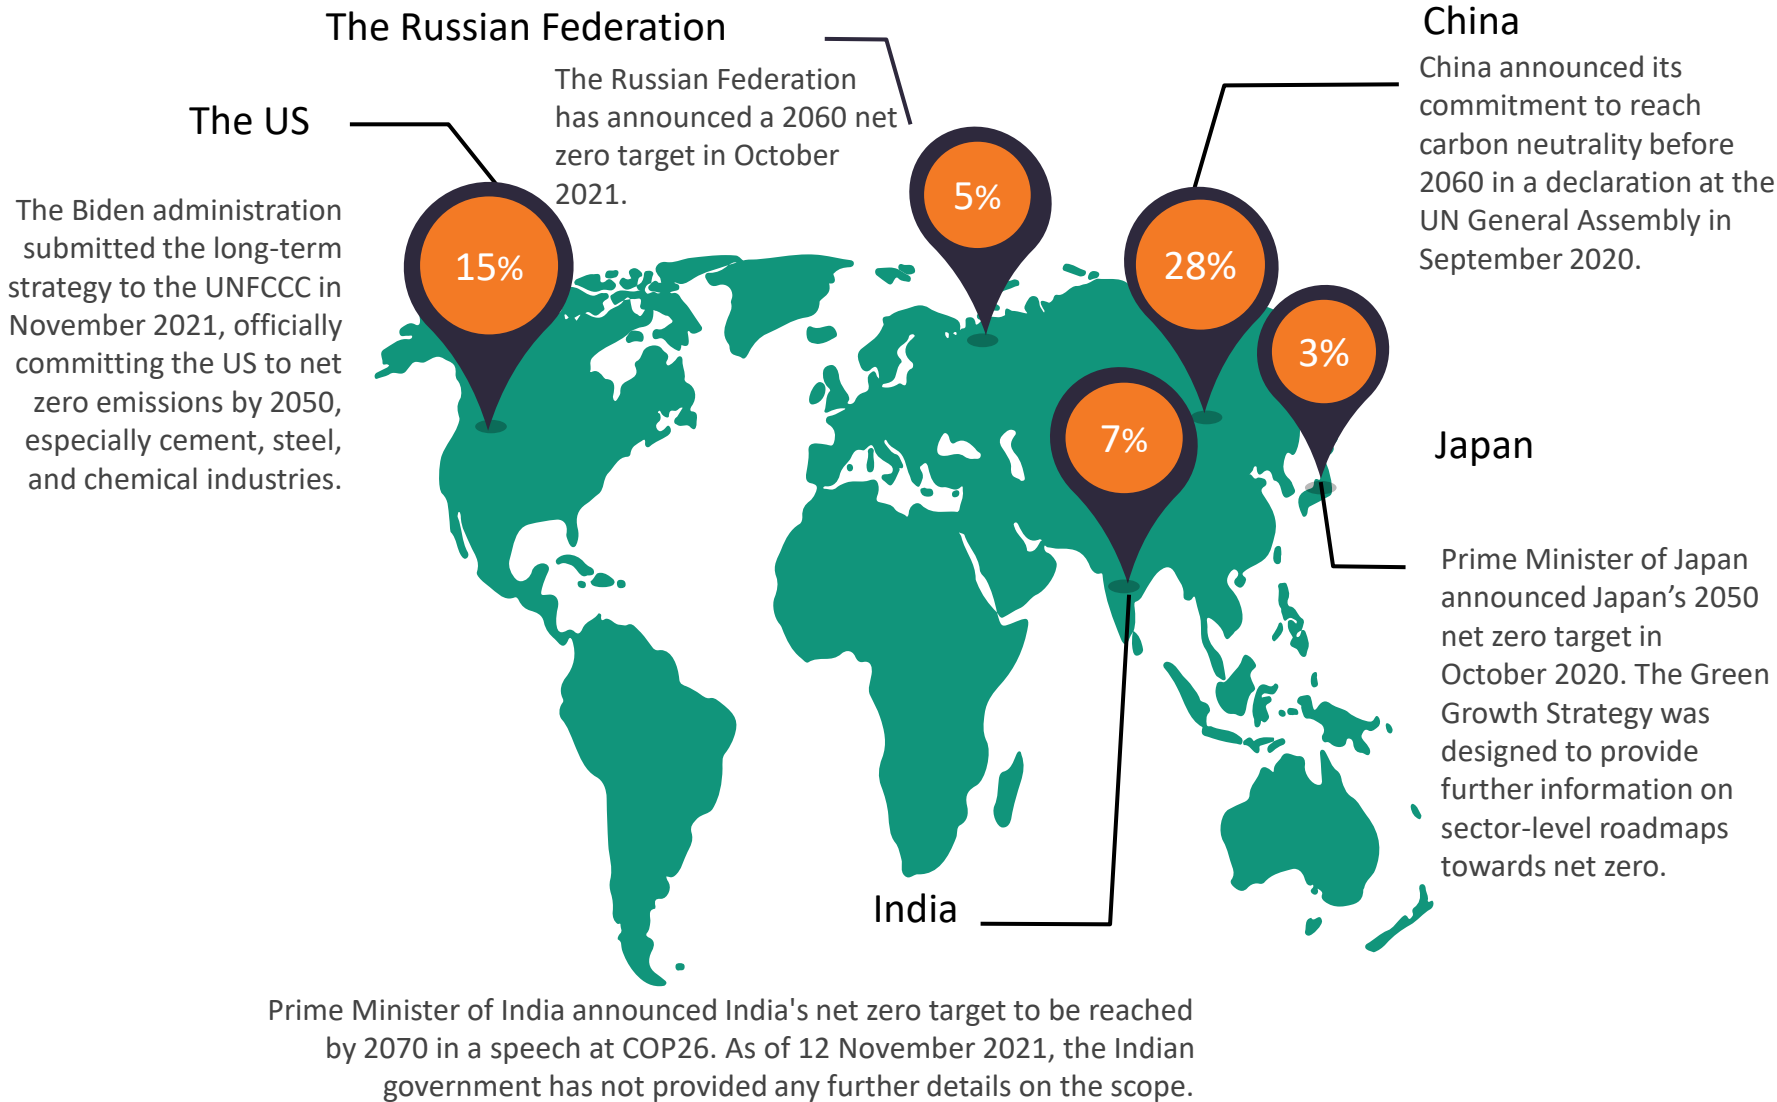 The Russian Federation
The Russian Federation
has announced a 2060 net
zero target in October
2021.
5%
The US
The Biden administration
submitted the long-term
strategy to the UNFCCC in
November 2021, officially
committing the US to net
zero emissions by 2050,
especially cement, steel,
and chemical industries.
15%
China
China announced its
commitment to reach
carbon neutrality before
2060 in a declaration at the
UN General Assembly in
September 2020.
28%
3%
7%
Japan
Prime Minister of Japan
announced Japan’s 2050
net zero target in
October 2020. The Green
Growth Strategy was
designed to provide
further information on
sector-level roadmaps
towards net zero.
India
Prime Minister of India announced India's net zero target to be reached
by 2070 in a speech at COP26. As of 12 November 2021, the Indian
government has not provided any further details on the scope.